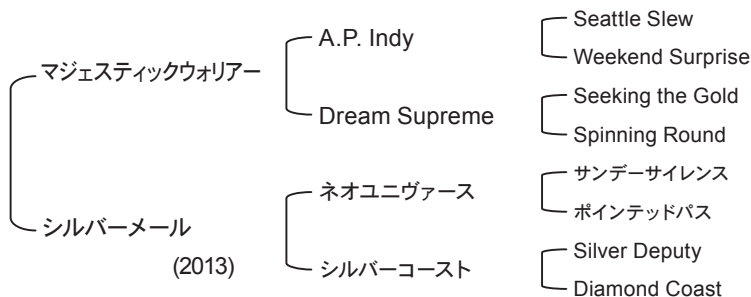 マジェスティックウォリアー
A.P. Indy
Seattle Slew
Weekend Surprise
Dream Supreme
Seeking the Gold
Spinning Round
シルバーメール
(2013)
ネオユニヴァース
サンデーサイレンス
ポインテッドパス
シルバーコースト
Silver Deputy
Diamond Coast